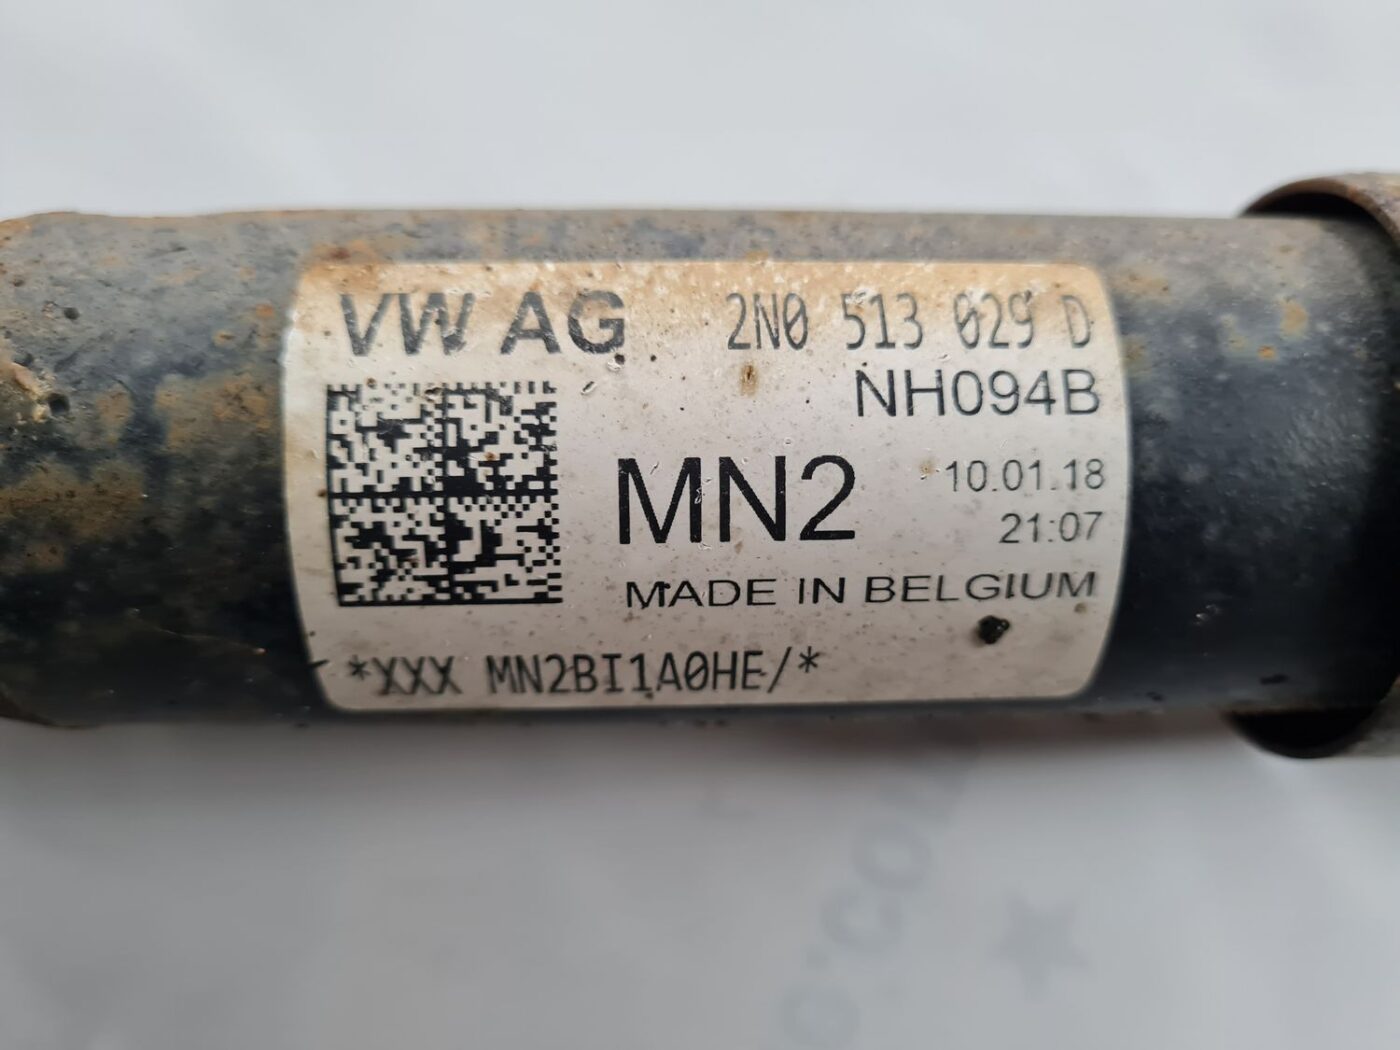 VW AG 2N0 513 029 D
NH094B
MN2 10.01.18
21:07
MADE IN BELGIUM
*XXX MN2BI1A0HE/*